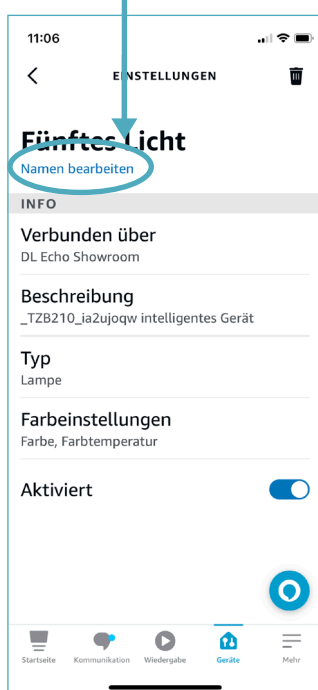 11:06
EINSTELLUNGEN
Fünftes Licht
Namen bearbeiten
INFO
Verbunden über
DL Echo Showroom
Beschreibung
_TZB210_ia2ujoqw intelligentes Gerät
Typ
Lampe
Farbeinstellungen
Farbe, Farbtemperatur
Aktiviert
Startseite Kommunikation Wiedergabe Geräte Mehr